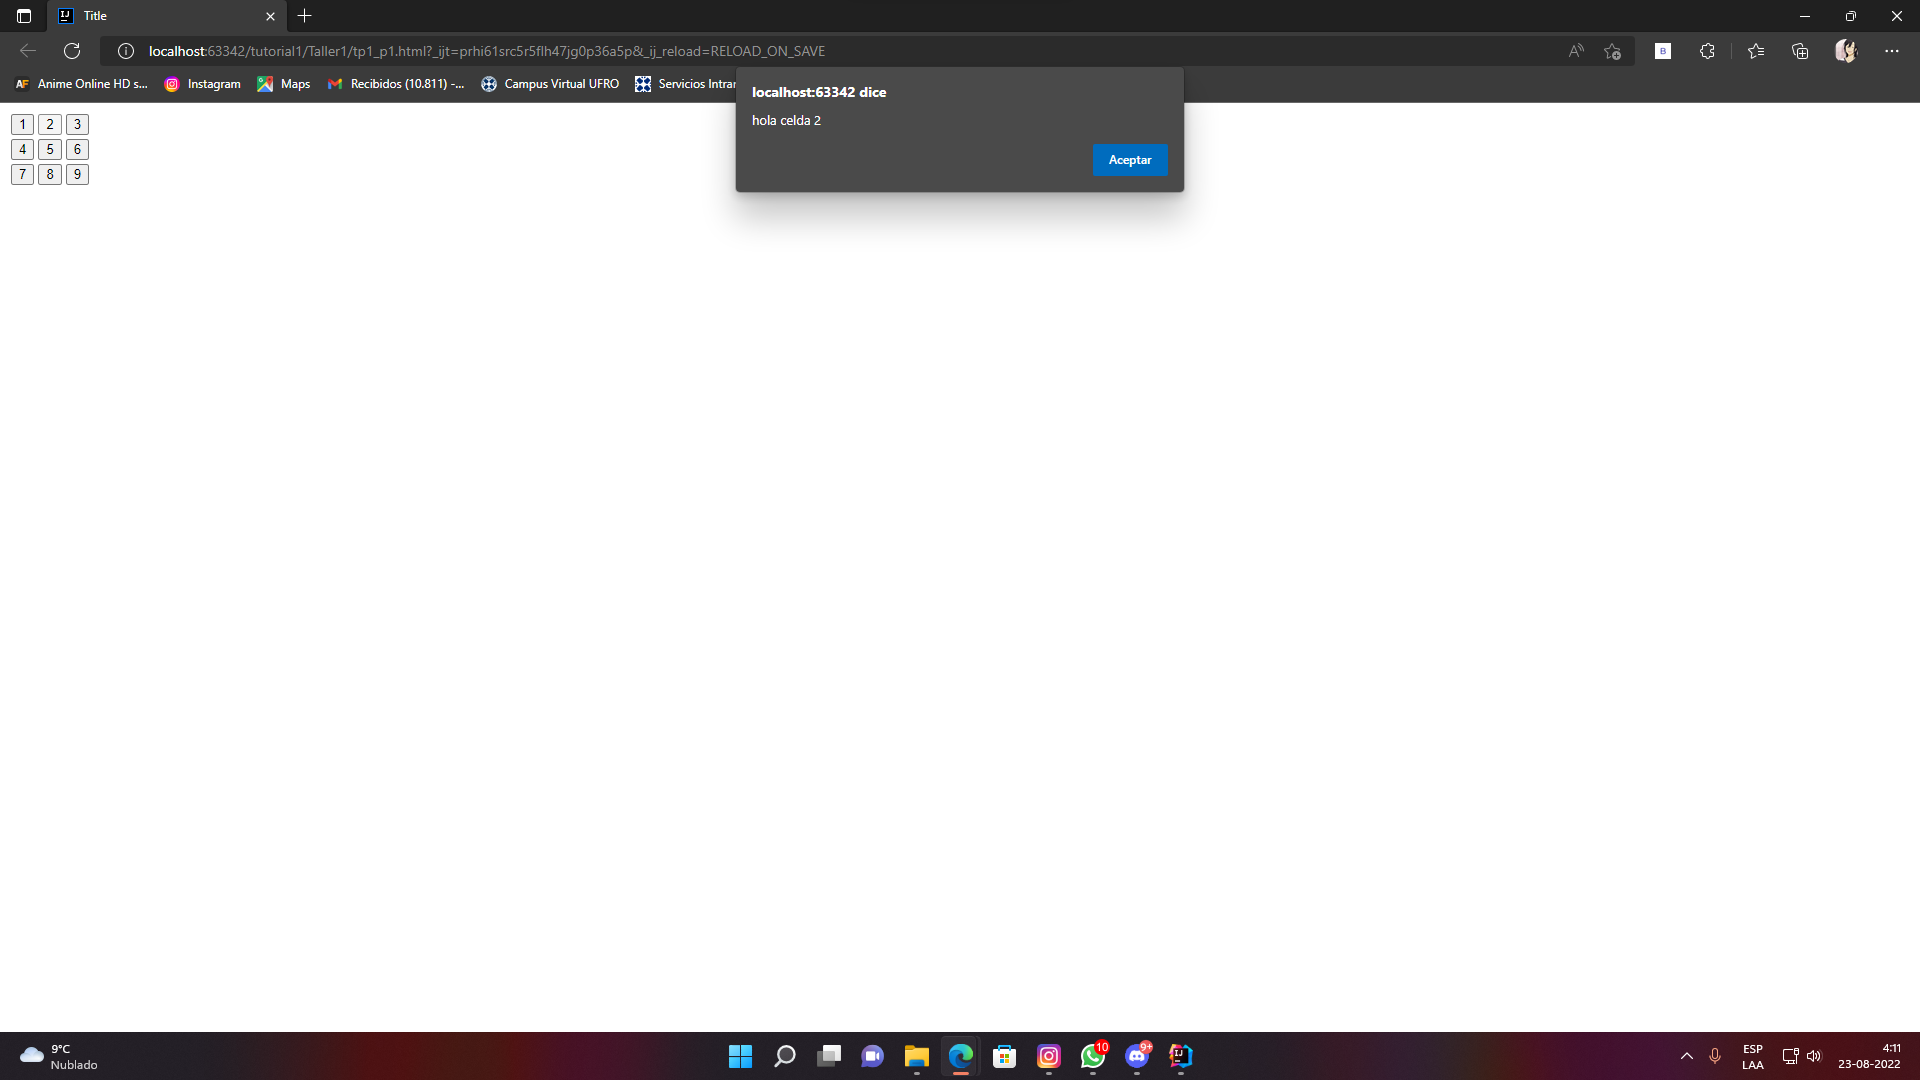 Title
localhost:63342/tutorial1/Taller1/tp1_p1.html?_ijt=prhi61src5r5flh47jg0p36a5p&_ij_reload=RELOAD_ON_SAVE
B
AF Anime Online HD s... Instagram Maps Recibidos (10.811) -... Campus Virtual UFRO Servicios Intrar
localhost:63342 dice
hola celda 2
Aceptar
1 2 3
4 5 6
7 8 9
9°C
Nublado
10
9+
IJ
ESP
LAA
4:11
23-08-2022